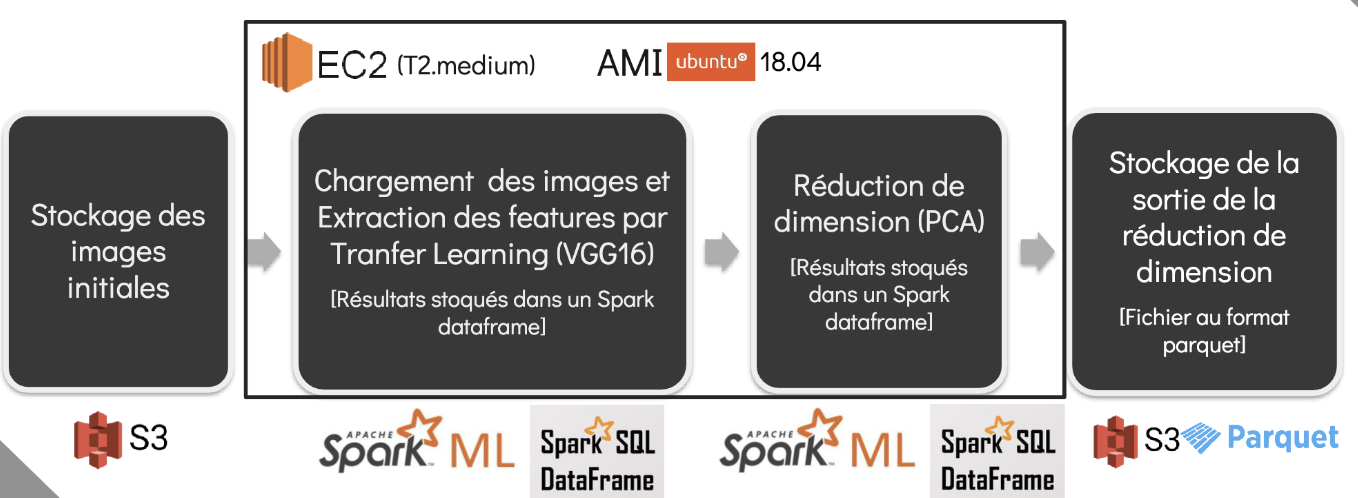 EC2 (T2.medium) AMI ubuntu® 18.04
Stockage des
images
initiales
Chargement des images et
Extraction des features par
Tranfer Learning (VGG16)
[Résultats stoqués dans un Spark
dataframe]
Réduction de
dimension (PCA)
[Résultats stoqués
dans un Spark
dataframe]
Stockage de la
sortie de la
réduction de
dimension
[Fichier au format
parquet]
S3
APACHE
Spark™ ML
Spark SQL
DataFrame
APACHE
Spark™ ML
Spark SQL
DataFrame
S3 Parquet